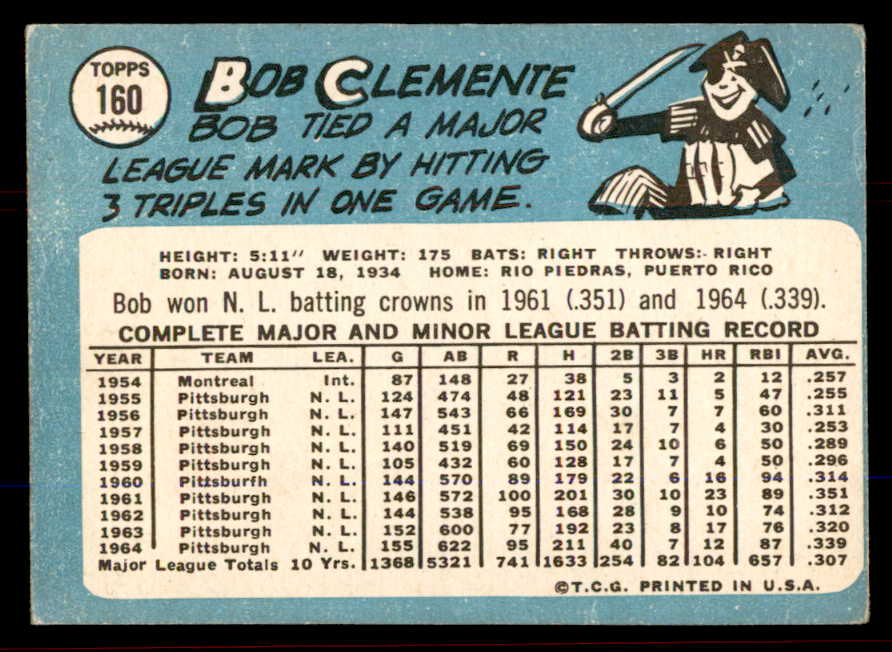 TOPPS
160
BOB CLEMENTE
BOB TIED A MAJOR
LEAGUE MARK BY HITTING
3 TRIPLES IN ONE GAME.
HEIGHT: 5:11" WEIGHT: 175 BATS: RIGHT THROWS: RIGHT
BORN: AUGUST 18, 1934 HOME: RIO PIEDRAS, PUERTO RICO
Bob won N. L. batting crowns in 1961 (.351) and 1964 (.339).
COMPLETE MAJOR AND MINOR LEAGUE BATTING RECORD
YEAR TEAM LEA. G AB R H 2B 3B HR RBI AVG.
1954 Montreal Int. 87 148 27 38 5 3 2 12 .257
1955 Pittsburgh N. L. 124 474 48 121 23 11 5 47 .255
1956 Pittsburgh N. L. 147 543 66 169 30 7 7 60 .311
1957 Pittsburgh N. L. 111 451 42 114 17 7 4 30 .253
1958 Pittsburgh N. L. 140 519 69 150 24 10 6 50 .289
1959 Pittsburgh N. L. 105 432 60 128 17 7 4 50 .296
1960 Pittsburfh N. L. 144 570 89 179 22 6 16 94 .314
1961 Pittsburgh N. L. 146 572 100 201 30 10 23 89 .351
1962 Pittsburgh N. L. 144 538 95 168 28 9 10 74 .312
1963 Pittsburgh N. L. 152 600 77 192 23 8 17 76 .320
1964 Pittsburgh N. L. 155 622 95 211 40 7 12 87 .339
Major League Totals 10 Yrs. 1368 5321 741 1633 254 82 104 657 .307
©T.C.G. PRINTED IN U.S.A.